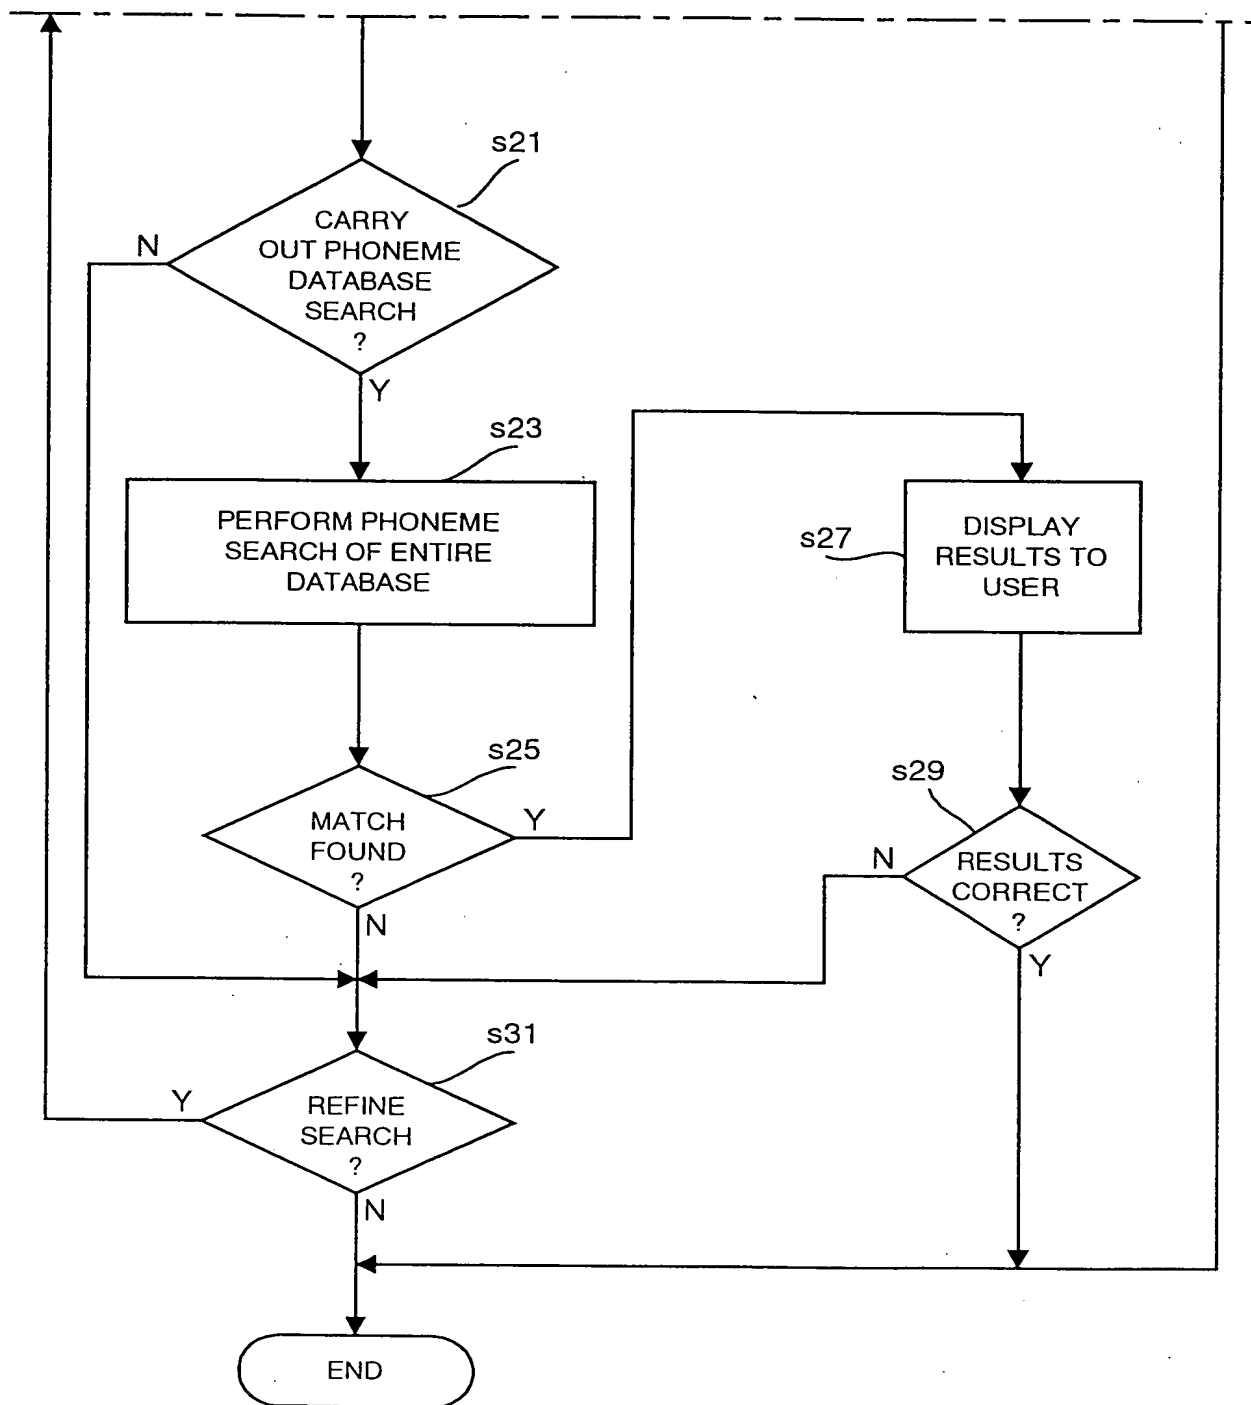 s21
CARRY
OUT PHONEME
DATABASE
SEARCH
?
N
Y
s23
PERFORM PHONEME
SEARCH OF ENTIRE
DATABASE
s27
DISPLAY
RESULTS TO
USER
s25
MATCH
FOUND
?
Y
N
s29
RESULTS
CORRECT
?
N
Y
s31
REFINE
SEARCH
?
Y
N
END